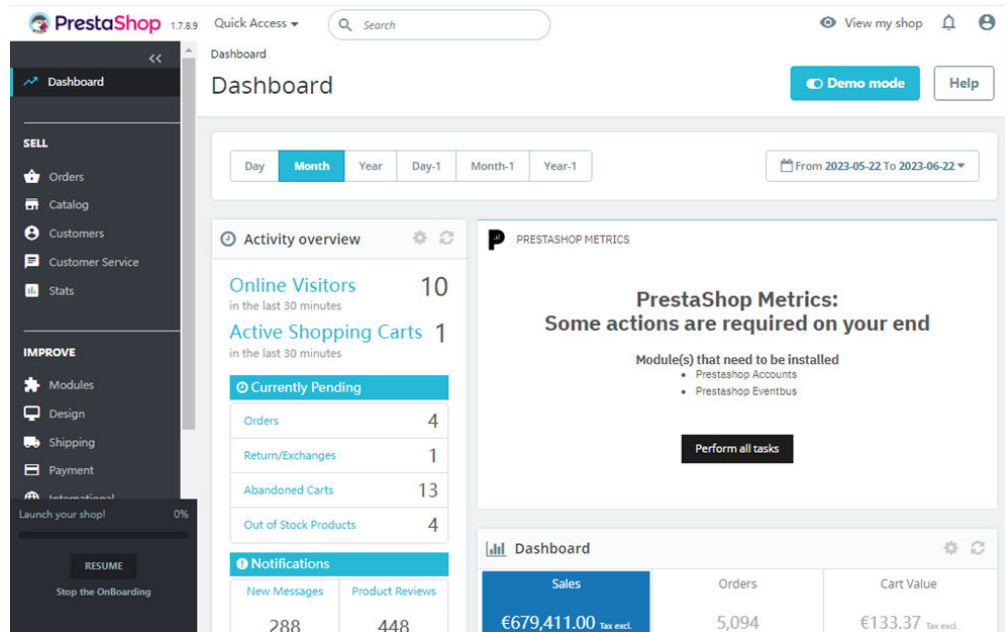 PrestaShop 1.7.8.9 Quick Access Search View my shop
<<
Dashboard
SELL
Orders
Catalog
Customers
Customer Service
Stats
IMPROVE
Modules
Design
Shipping
Payment
International
Launch your shop! 0%
RESUME
Stop the OnBoarding
Dashboard
Dashboard
Demo mode Help
Day Month Year Day-1 Month-1 Year-1 From 2023-05-22 To 2023-06-22
Activity overview
Online Visitors 10
in the last 30 minutes
Active Shopping Carts 1
in the last 30 minutes
Currently Pending
Orders 4
Return/Exchanges 1
Abandoned Carts 13
Out of Stock Products 4
Notifications
New Messages Product Reviews
288 448
PRESTASHOP METRICS
PrestaShop Metrics:
Some actions are required on your end
Module(s) that need to be installed
• Prestashop Accounts
• Prestashop Eventbus
Perform all tasks
Dashboard
Sales Orders Cart Value
€679,411.00 Tax excl. 5,094 €133.37 Tax excl.